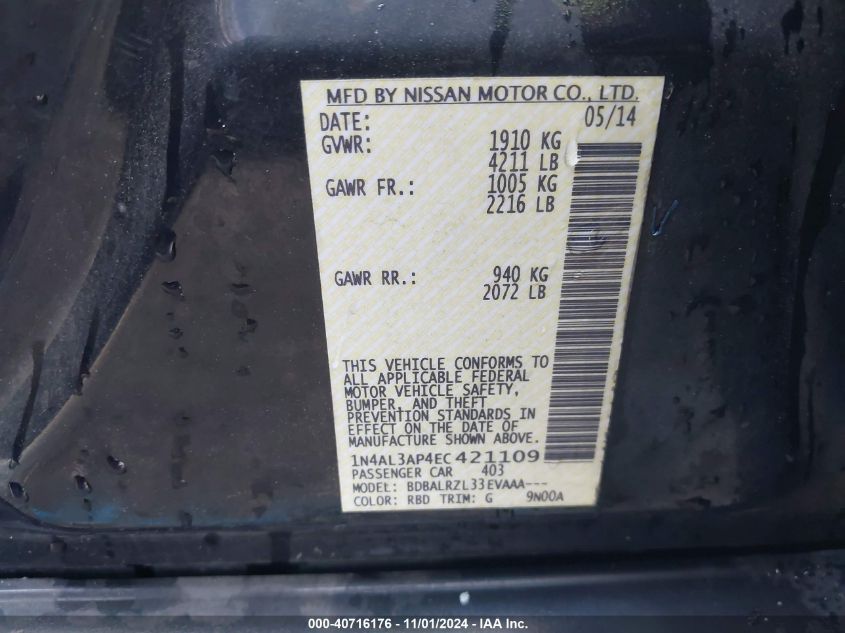 MFD BY NISSAN MOTOR CO., LTD.
DATE: 05/14
GVWR: 1910 KG
4211 LB
GAWR FR.: 1005 KG
2216 LB
GAWR RR.: 940 KG
2072 LB
THIS VEHICLE CONFORMS TO
ALL APPLICABLE FEDERAL
MOTOR VEHICLE SAFETY,
BUMPER, AND THEFT
PREVENTION STANDARDS IN
EFFECT ON THE DATE OF
MANUFACTURE SHOWN ABOVE.
1N4AL3AP4EC421109
PASSENGER CAR 403
MODEL: BDBALRZL33EVAAA---
COLOR: RBD TRIM: G 9N00A
000-40716176 - 11/01/2024 - IAA Inc.